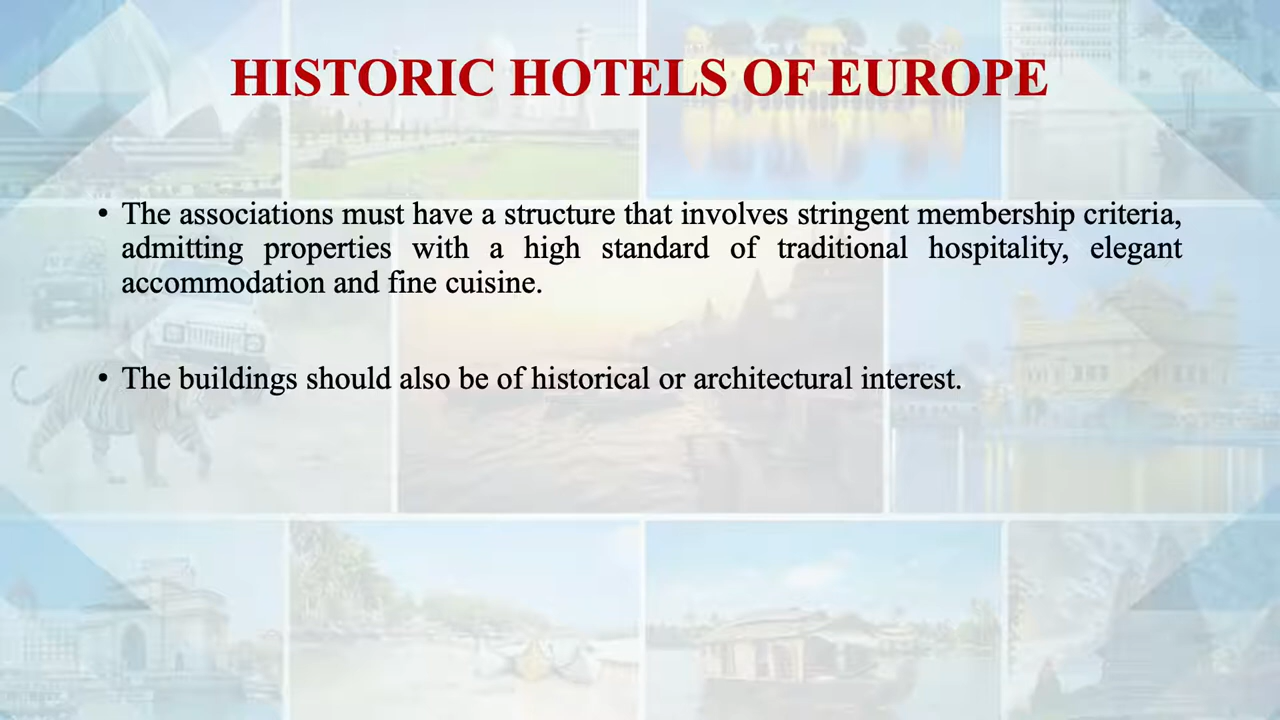 HISTORIC HOTELS OF EUROPE
• The associations must have a structure that involves stringent membership criteria,
admitting properties with a high standard of traditional hospitality, elegant
accommodation and fine cuisine.
• The buildings should also be of historical or architectural interest.